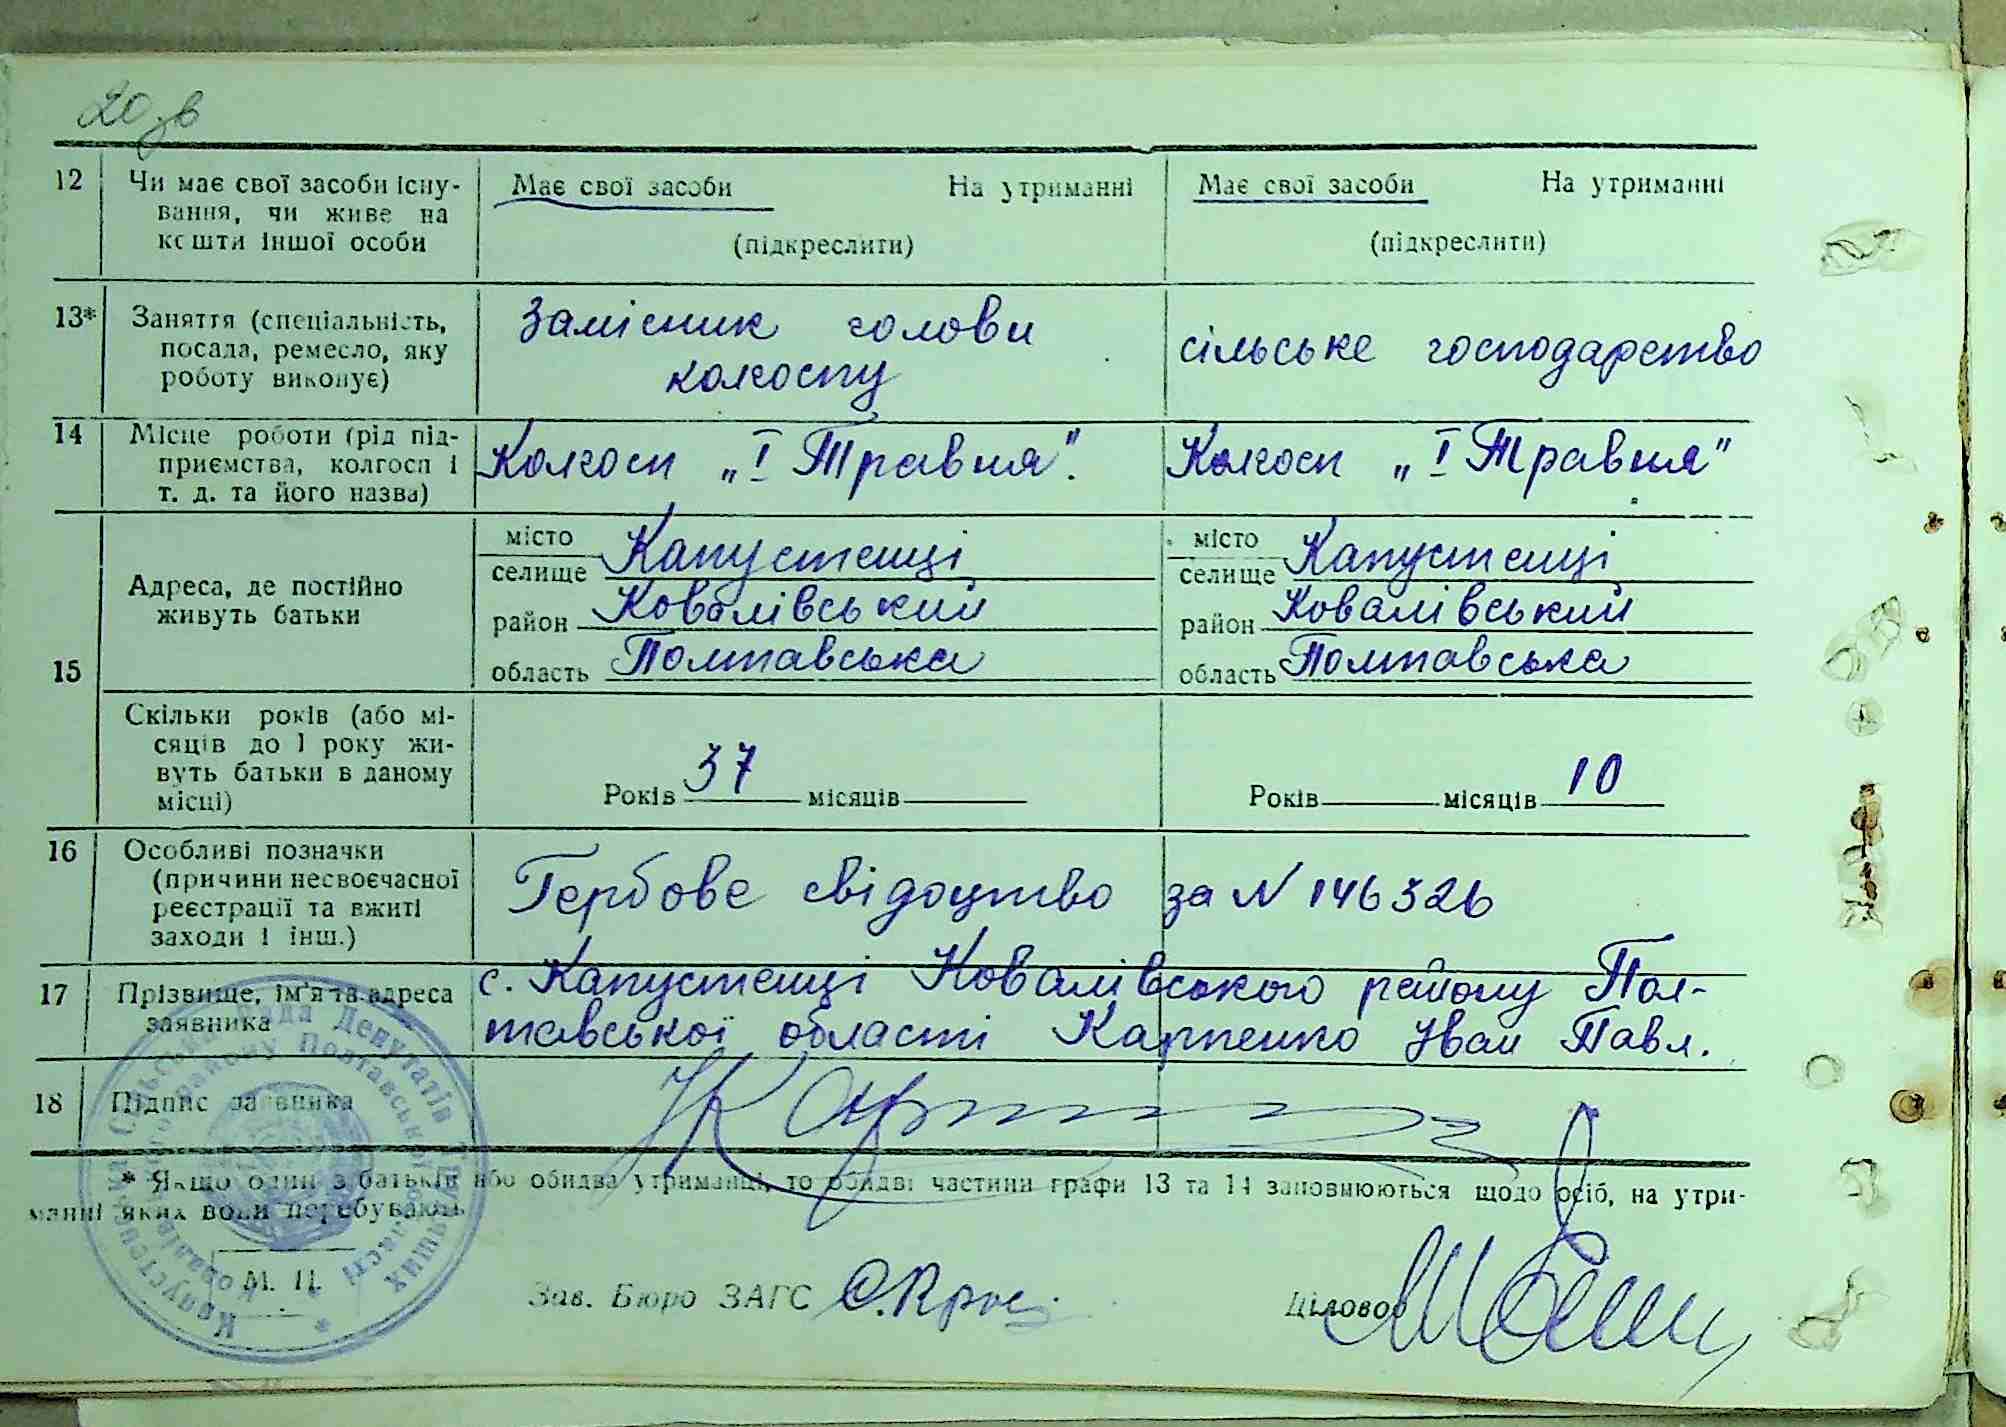 20 зв
12 Чи має свої засоби існу- Має свої засоби На утриманні Має свої засоби На утриманні
вання, чи живе на
кошти іншої особи (підкреслити) (підкреслити)
13* Заняття (спеціальність, Замісник голови сільське господарство
посада, ремесло, яку колгоспу
роботу виконує)
14 Місце роботи (рід під- Колгосп „І Травня". Колгосп „І Травня"
приємства, колгосп і
т. д. та його назва)
15 Адреса, де постійно місто Капустенці місто Капустенці
живуть батьки селище селище
район Ковалівський район Ковалівський
область Полтавська область Полтавська
Скільки років (або мі-
сяців до 1 року жи-
вуть батьки в даному Років 37 місяців Років місяців 10
місці)
16 Особливі позначки
(причини несвоєчасної Гербове свідоцтво за N 146326
реєстрації та вжиті
заходи і інш.)
17 Прізвище, ім'я та адреса с. Капустенці Ковалівського району Пол-
заявника тавської області Карпенко Іван Павл.
18 Підпис заявника
* Якщо один з батьків або обидва утриманці, то обидві частини графи 13 та 14 заповнюються щодо осіб, на утри-
манні яких вони перебувають.
М. П.
Зав. Бюро ЗАГС
Діловод